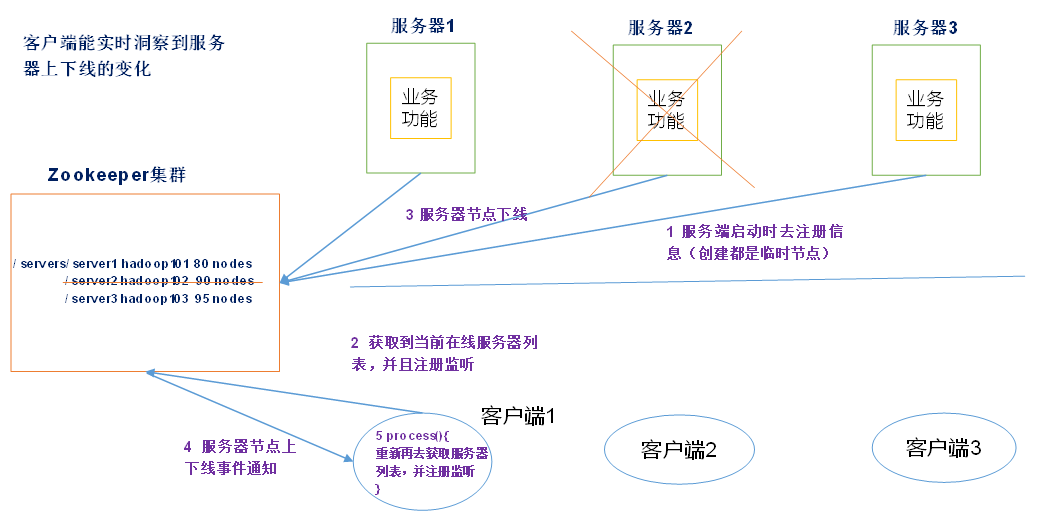 客户端能实时洞察到服务
器上下线的变化
服务器1
服务器2
服务器3
业务
功能
业务
功能
业务
功能
Zookeeper集群
3 服务器节点下线
1 服务端启动时去注册信
息（创建都是临时节点）
/ servers/ server1 hadoop101 80 nodes
/ server2 hadoop102 90 nodes
/ server3 hadoop103 95 nodes
2 获取到当前在线服务器列
表，并且注册监听
4 服务器节点上
下线事件通知
客户端1
5 process(){
重新再去获取服务器
列表，并注册监听
}
客户端2
客户端3